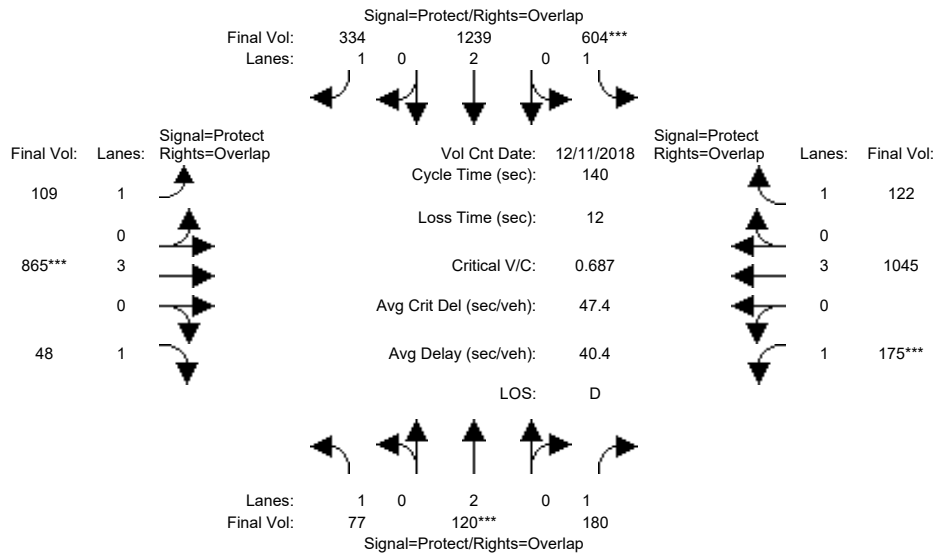 Signal=Protect/Rights=Overlap
Final Vol: 334 1239 604***
Lanes: 1 0 2 0 1
Signal=Protect Signal=Protect
Final Vol: Lanes: Rights=Overlap Vol Cnt Date: 12/11/2018 Rights=Overlap Lanes: Final Vol:
Cycle Time (sec): 140
109 1 1 122
Loss Time (sec): 12
0 0
865*** 3 Critical V/C: 0.687 3 1045
0 Avg Crit Del (sec/veh): 47.4 0
48 1 Avg Delay (sec/veh): 40.4 1 175***
LOS: D
Lanes: 1 0 2 0 1
Final Vol: 77 120*** 180
Signal=Protect/Rights=Overlap